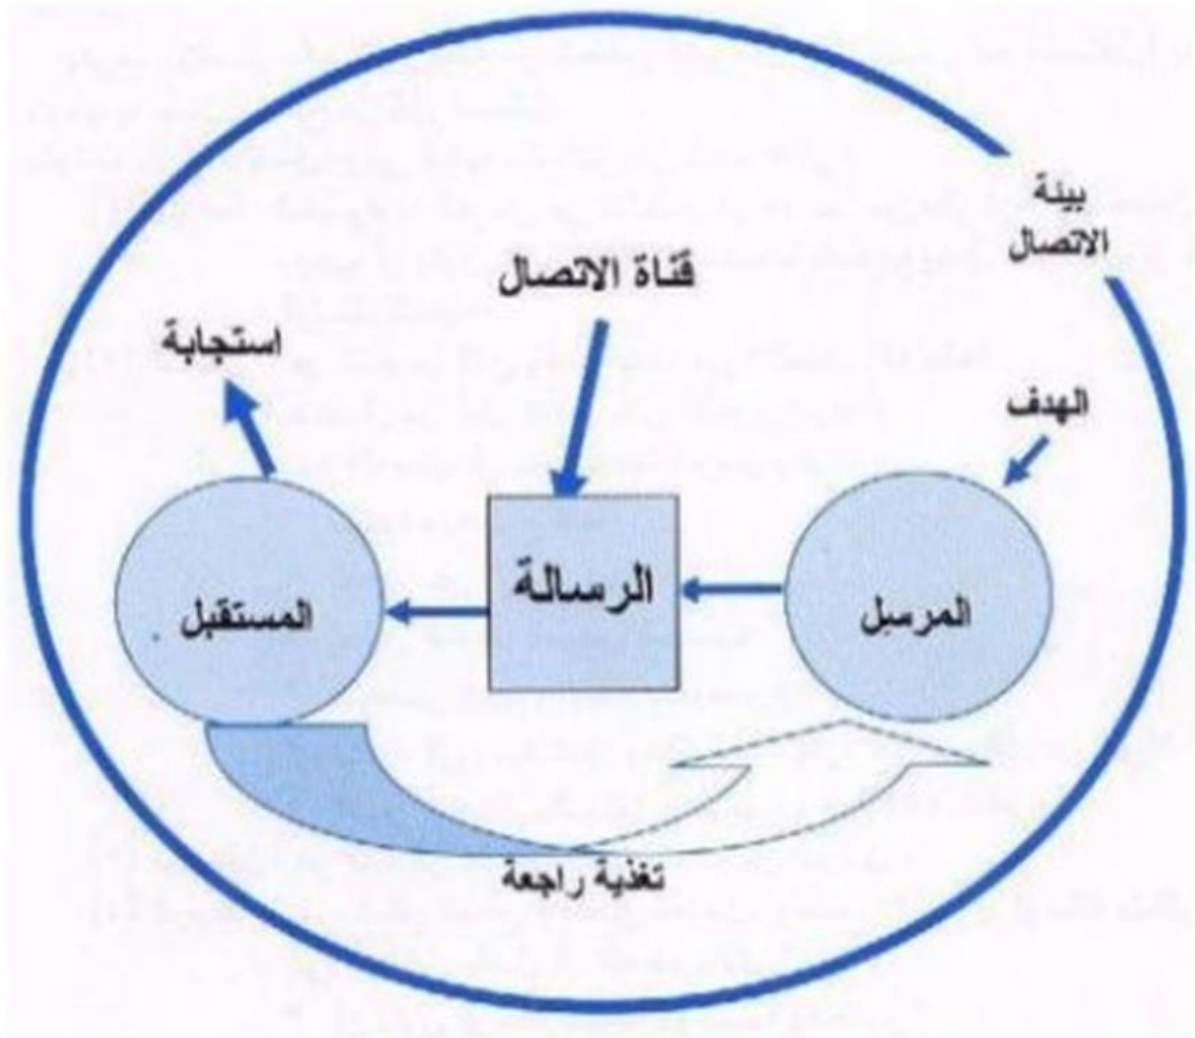 بيئة
الاتصال
قناة الاتصال
استجابة
الهدف
المرسل
الرسالة
المستقبل
تغذية راجعة